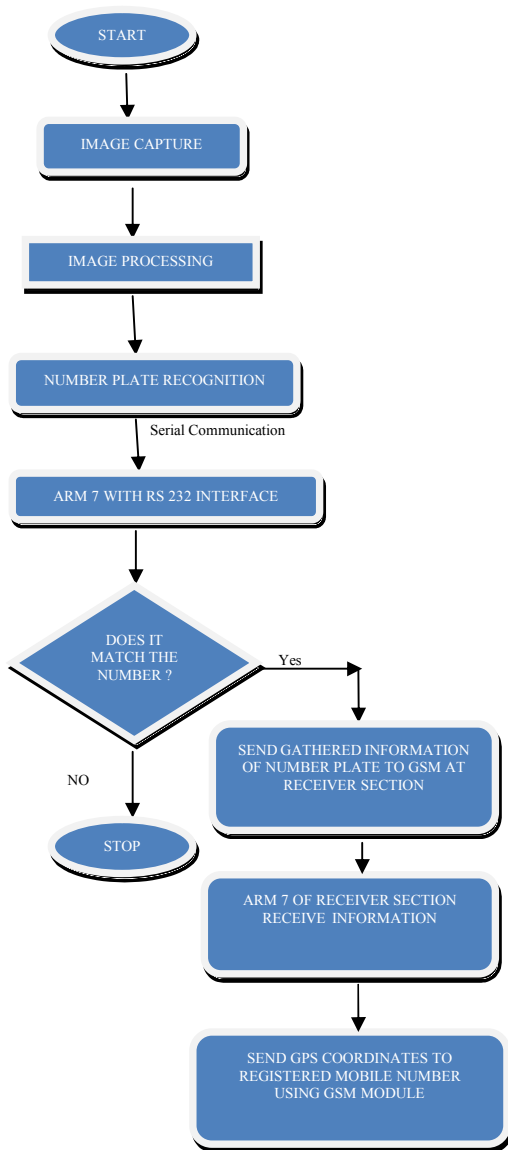 START
IMAGE CAPTURE
IMAGE PROCESSING
NUMBER PLATE RECOGNITION
Serial Communication
ARM 7 WITH RS 232 INTERFACE
DOES IT
MATCH THE
NUMBER ?
Yes
SEND GATHERED INFORMATION
OF NUMBER PLATE TO GSM AT
RECEIVER SECTION
NO
STOP
ARM 7 OF RECEIVER SECTION
RECEIVE INFORMATION
SEND GPS COORDINATES TO
REGISTERED MOBILE NUMBER
USING GSM MODULE